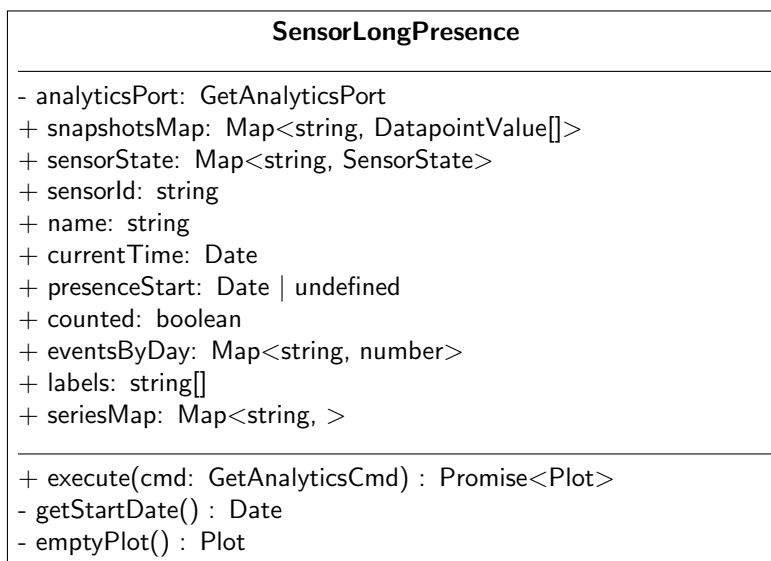 SensorLongPresence
- analyticsPort: GetAnalyticsPort
+ snapshotsMap: Map<string, DatapointValue[]>
+ sensorState: Map<string, SensorState>
+ sensorId: string
+ name: string
+ currentTime: Date
+ presenceStart: Date | undefined
+ counted: boolean
+ eventsByDay: Map<string, number>
+ labels: string[]
+ seriesMap: Map<string, >
+ execute(cmd: GetAnalyticsCmd) : Promise<Plot>
- getStartDate() : Date
- emptyPlot() : Plot